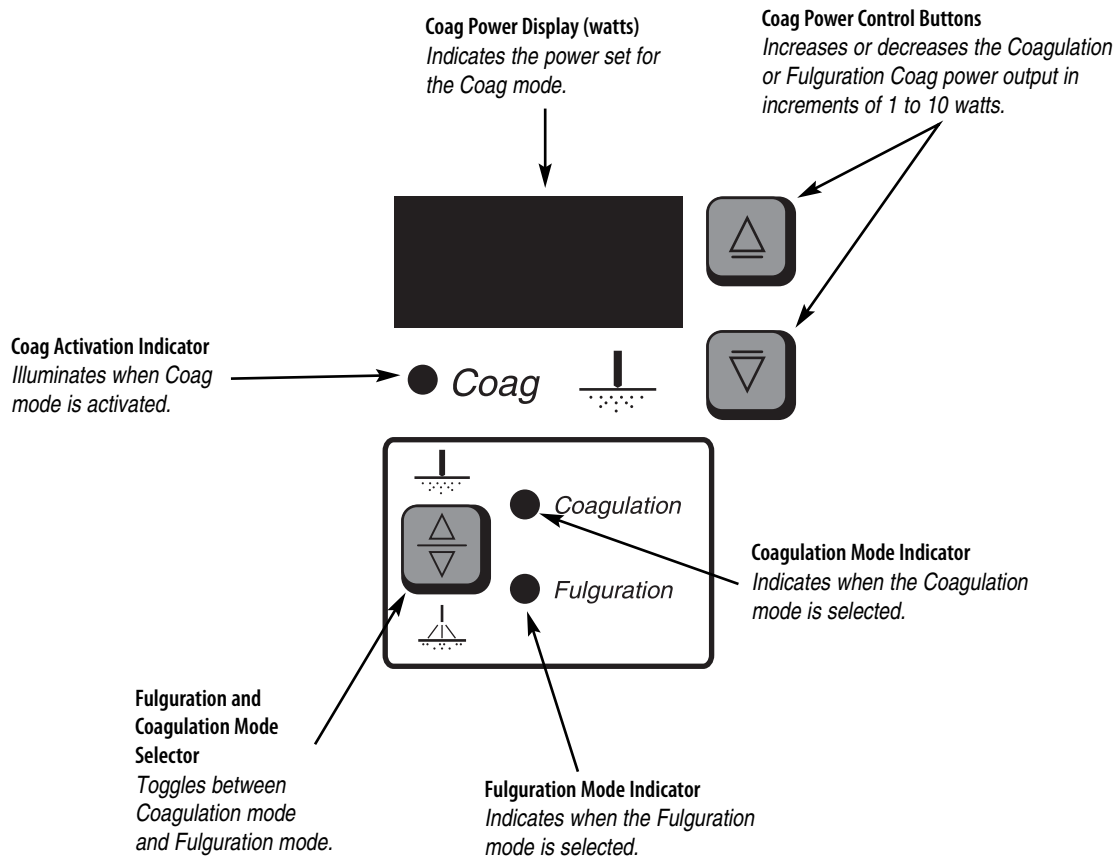 Coag Power Display (watts)
Indicates the power set for
the Coag mode.
Coag Power Control Buttons
Increases or decreases the Coagulation
or Fulguration Coag power output in
increments of 1 to 10 watts.
Coag Activation Indicator
Illuminates when Coag
mode is activated.
Coag
Coagulation
Fulguration
Coagulation Mode Indicator
Indicates when the Coagulation
mode is selected.
Fulguration and
Coagulation Mode
Selector
Toggles between
Coagulation mode
and Fulguration mode.
Fulguration Mode Indicator
Indicates when the Fulguration
mode is selected.